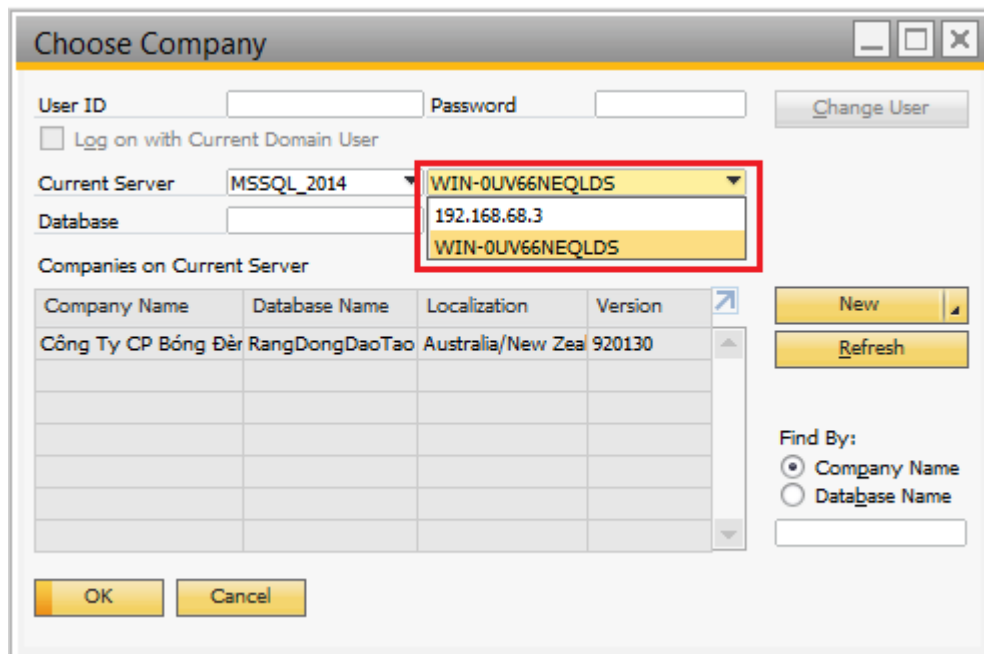 Choose Company
User ID Password Change User
Log on with Current Domain User
Current Server MSSQL_2014 WIN-0UV66NEQLDS
192.168.68.3
Database
WIN-0UV66NEQLDS
Companies on Current Server
Company Name Database Name Localization Version New
Công Ty CP Bóng Đèn RangDongDaoTao Australia/New Zeal 920130 Refresh
Find By:
Company Name
Database Name
OK Cancel